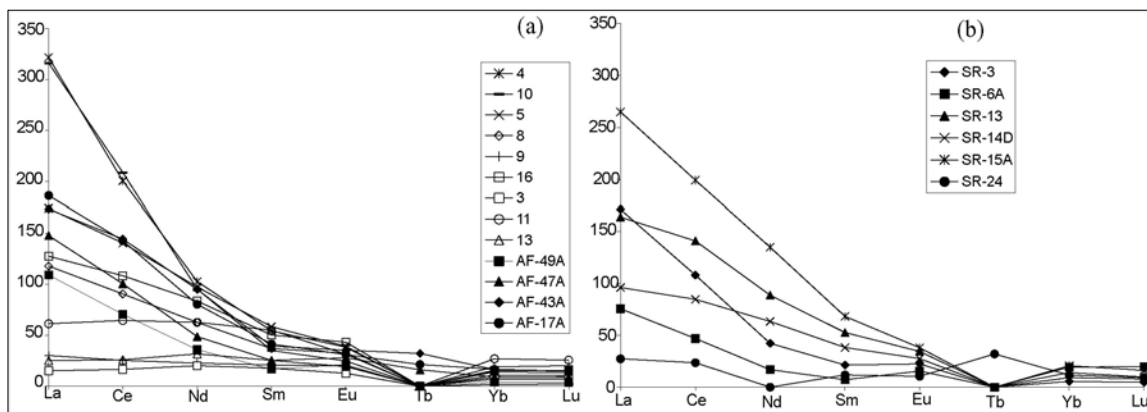 (a)
350
300
250
200
150
100
50
0
La Ce Nd Sm Eu Tb Yb Lu
4
10
5
8
9
16
3
11
13
AF-49A
AF-47A
AF-43A
AF-17A
(b)
350
300
250
200
150
100
50
0
La Ce Nd Sm Eu Tb Yb Lu
SR-3
SR-6A
SR-13
SR-14D
SR-15A
SR-24